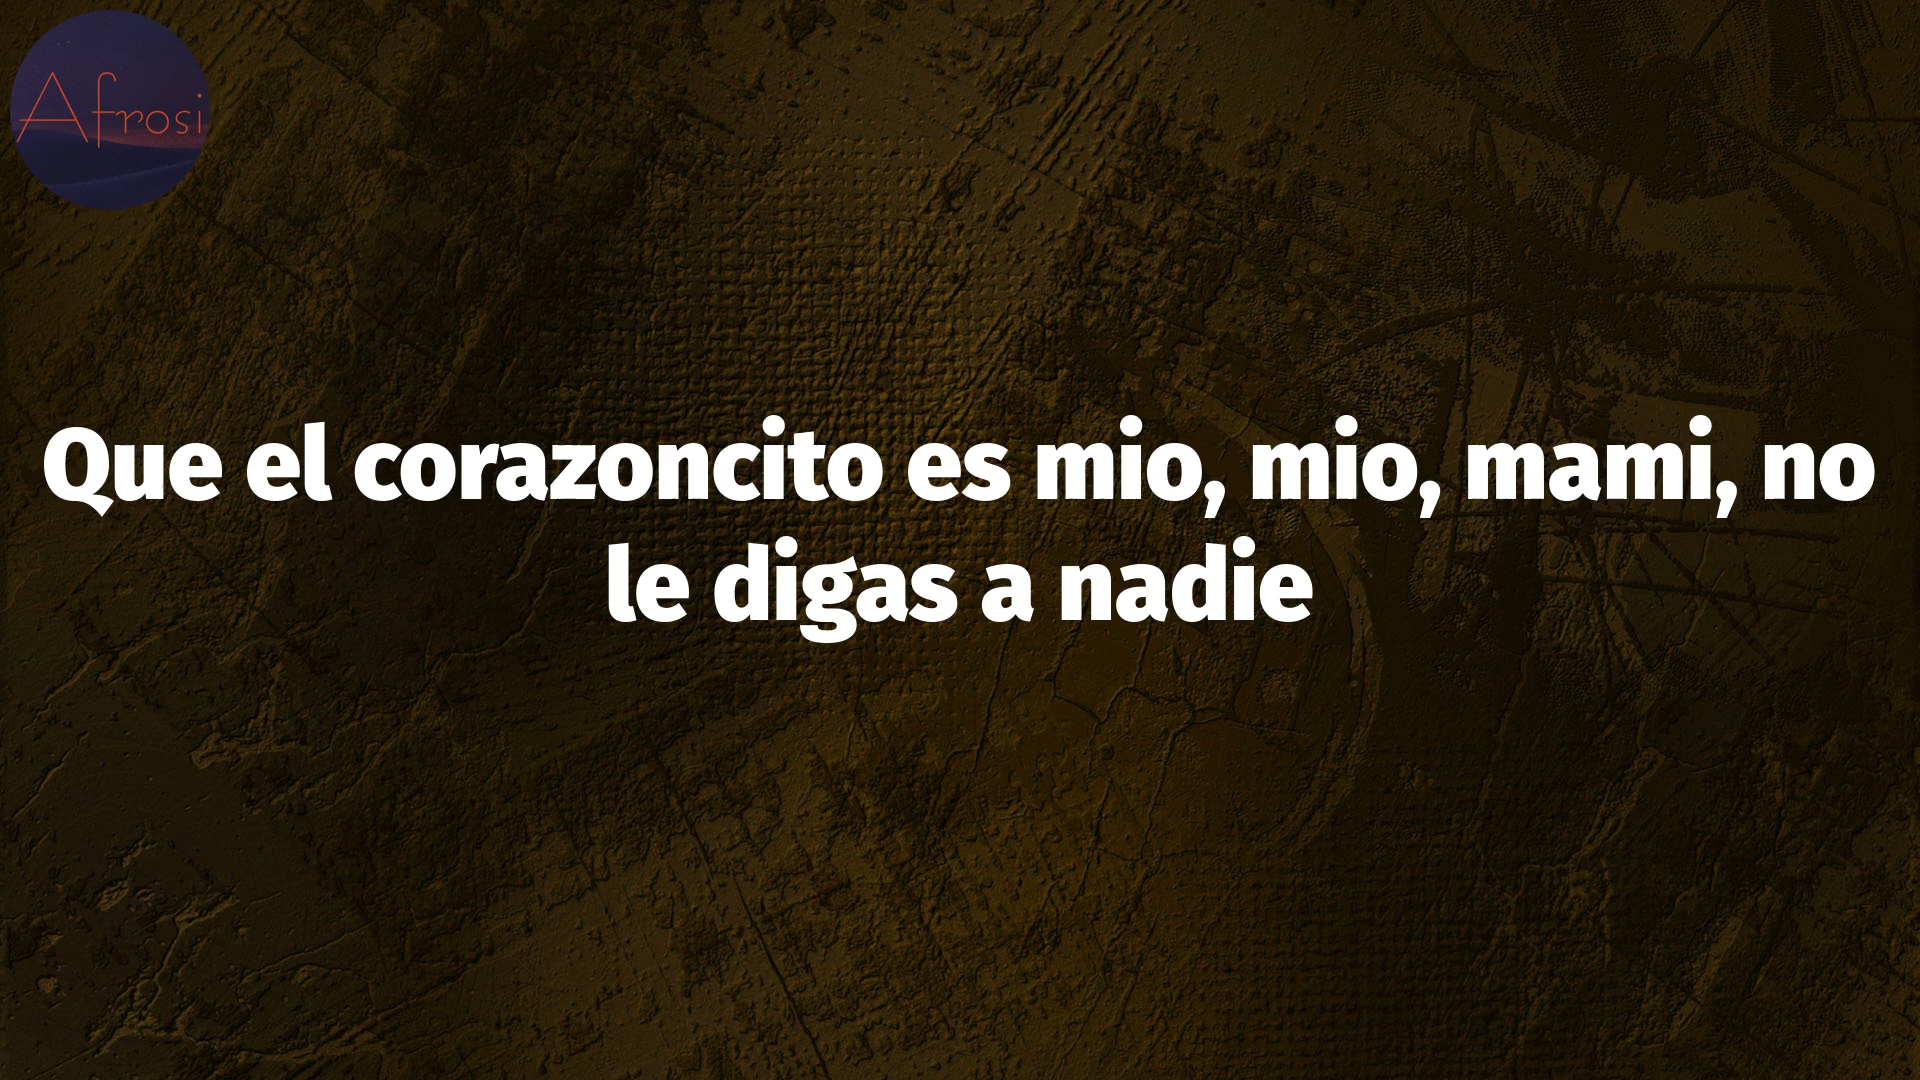 Afrosi
Que el corazoncito es mio, mio, mami, no
le digas a nadie